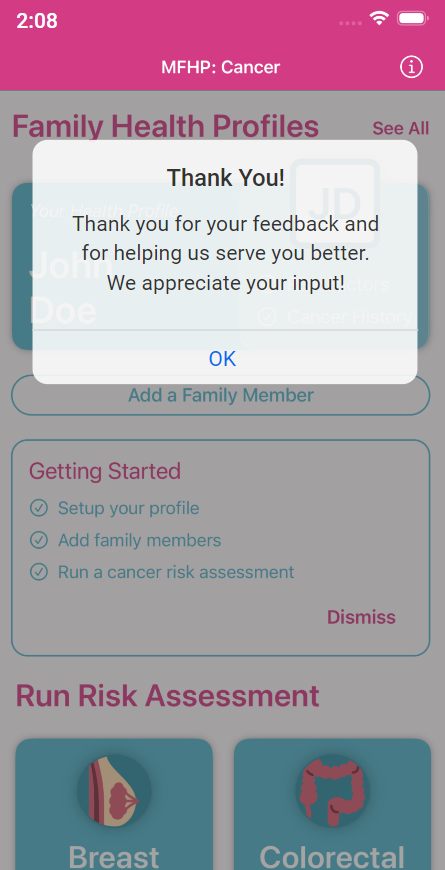 2:08
MFHP: Cancer
Family Health Profiles
See All
Thank You!
Thank you for your feedback and
for helping us serve you better.
We appreciate your input!
OK
Your Health Profile
John
Doe
JD
Cancer History
Add a Family Member
Getting Started
Setup your profile
Add family members
Run a cancer risk assessment
Dismiss
Run Risk Assessment
Breast
Colorectal